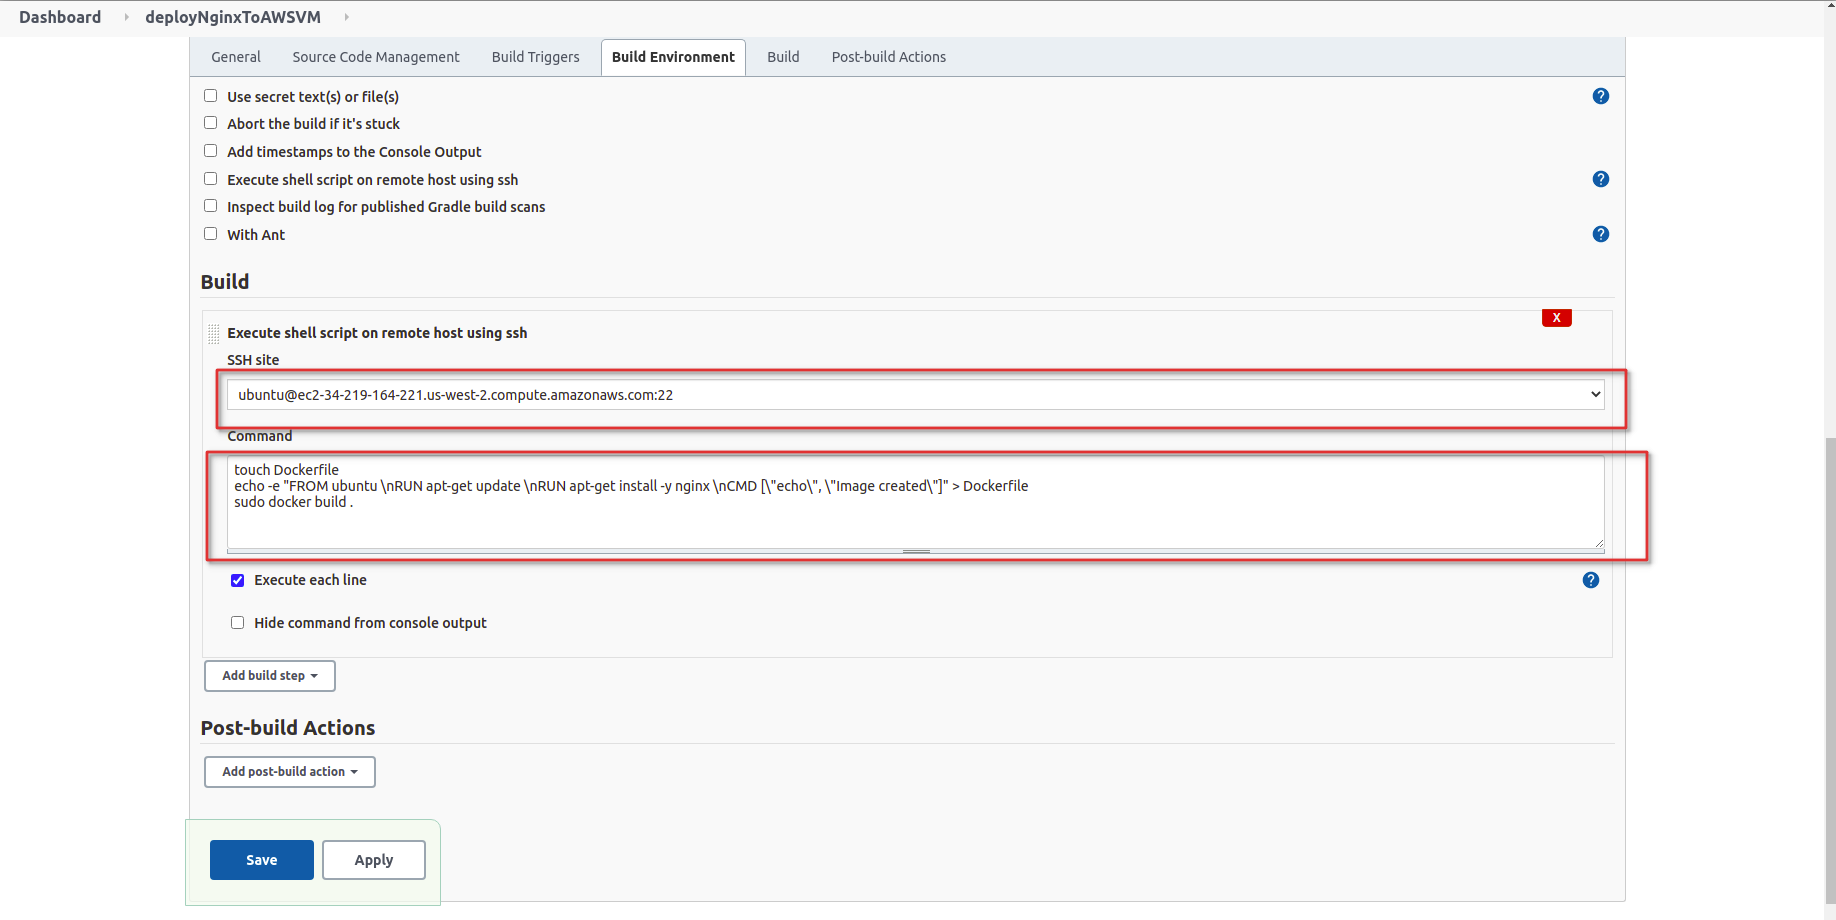 Dashboard deployNginxToAWSVM
General Source Code Management Build Triggers Build Environment Build Post-build Actions
Use secret text(s) or file(s) ?
Abort the build if it's stuck
Add timestamps to the Console Output
Execute shell script on remote host using ssh ?
Inspect build log for published Gradle build scans
With Ant ?
Build
X
Execute shell script on remote host using ssh
SSH site
ubuntu@ec2-34-219-164-221.us-west-2.compute.amazonaws.com:22
Command
touch Dockerfile
echo -e "FROM ubuntu \nRUN apt-get update \nRUN apt-get install -y nginx \nCMD [\"echo\", \"Image created\"]" > Dockerfile
sudo docker build .
Execute each line ?
Hide command from console output
Add build step
Post-build Actions
Add post-build action
Save Apply